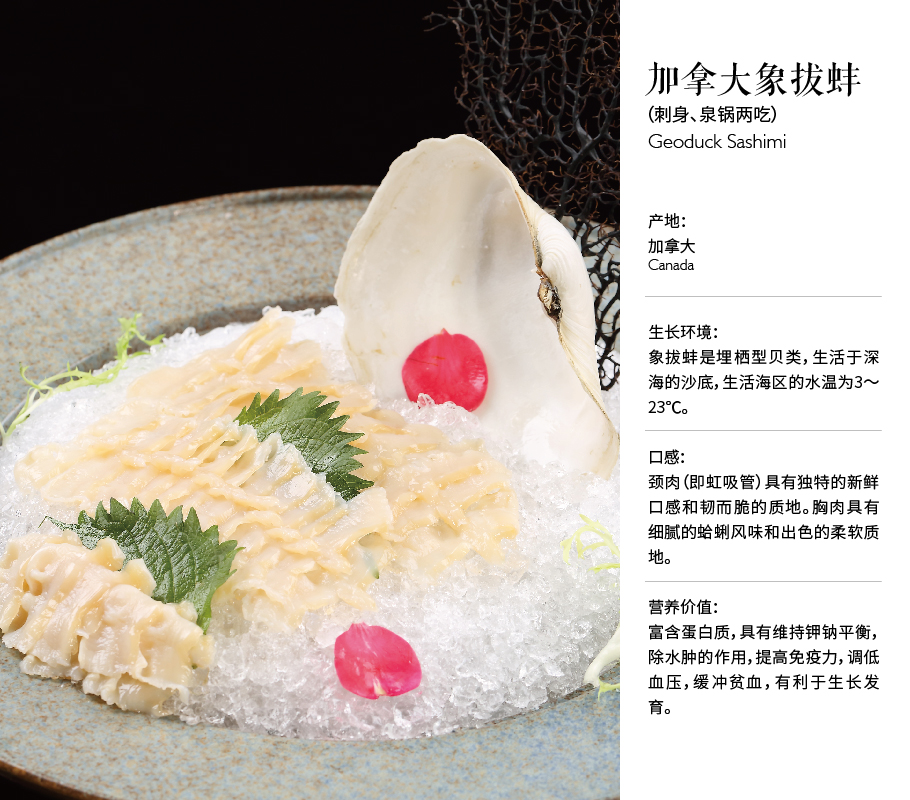 加拿大象拔蚌
(刺身、泉锅两吃)
Geoduck Sashimi
产地：
加拿大
Canada
生长环境：
象拔蚌是埋栖型贝类，生活于深
海的沙底，生活海区的水温为3～
23℃。
口感：
颈肉（即虹吸管）具有独特的新鲜
口感和韧而脆的质地。胸肉具有
细腻的蛤蜊风味和出色的柔软质
地。
营养价值：
富含蛋白质，具有维持钾钠平衡，
除水肿的作用，提高免疫力，调低
血压，缓冲贫血，有利于生长发
育。